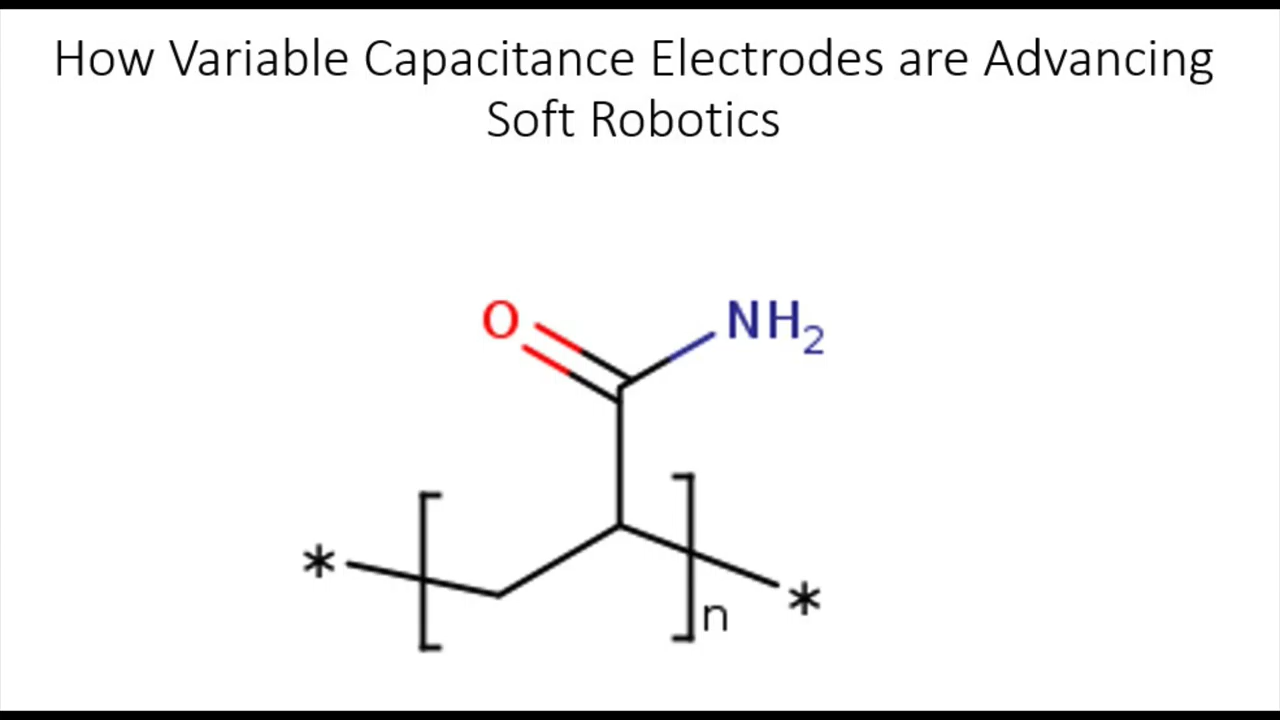 How Variable Capacitance Electrodes are Advancing
Soft Robotics
O
NH₂
*
n
*